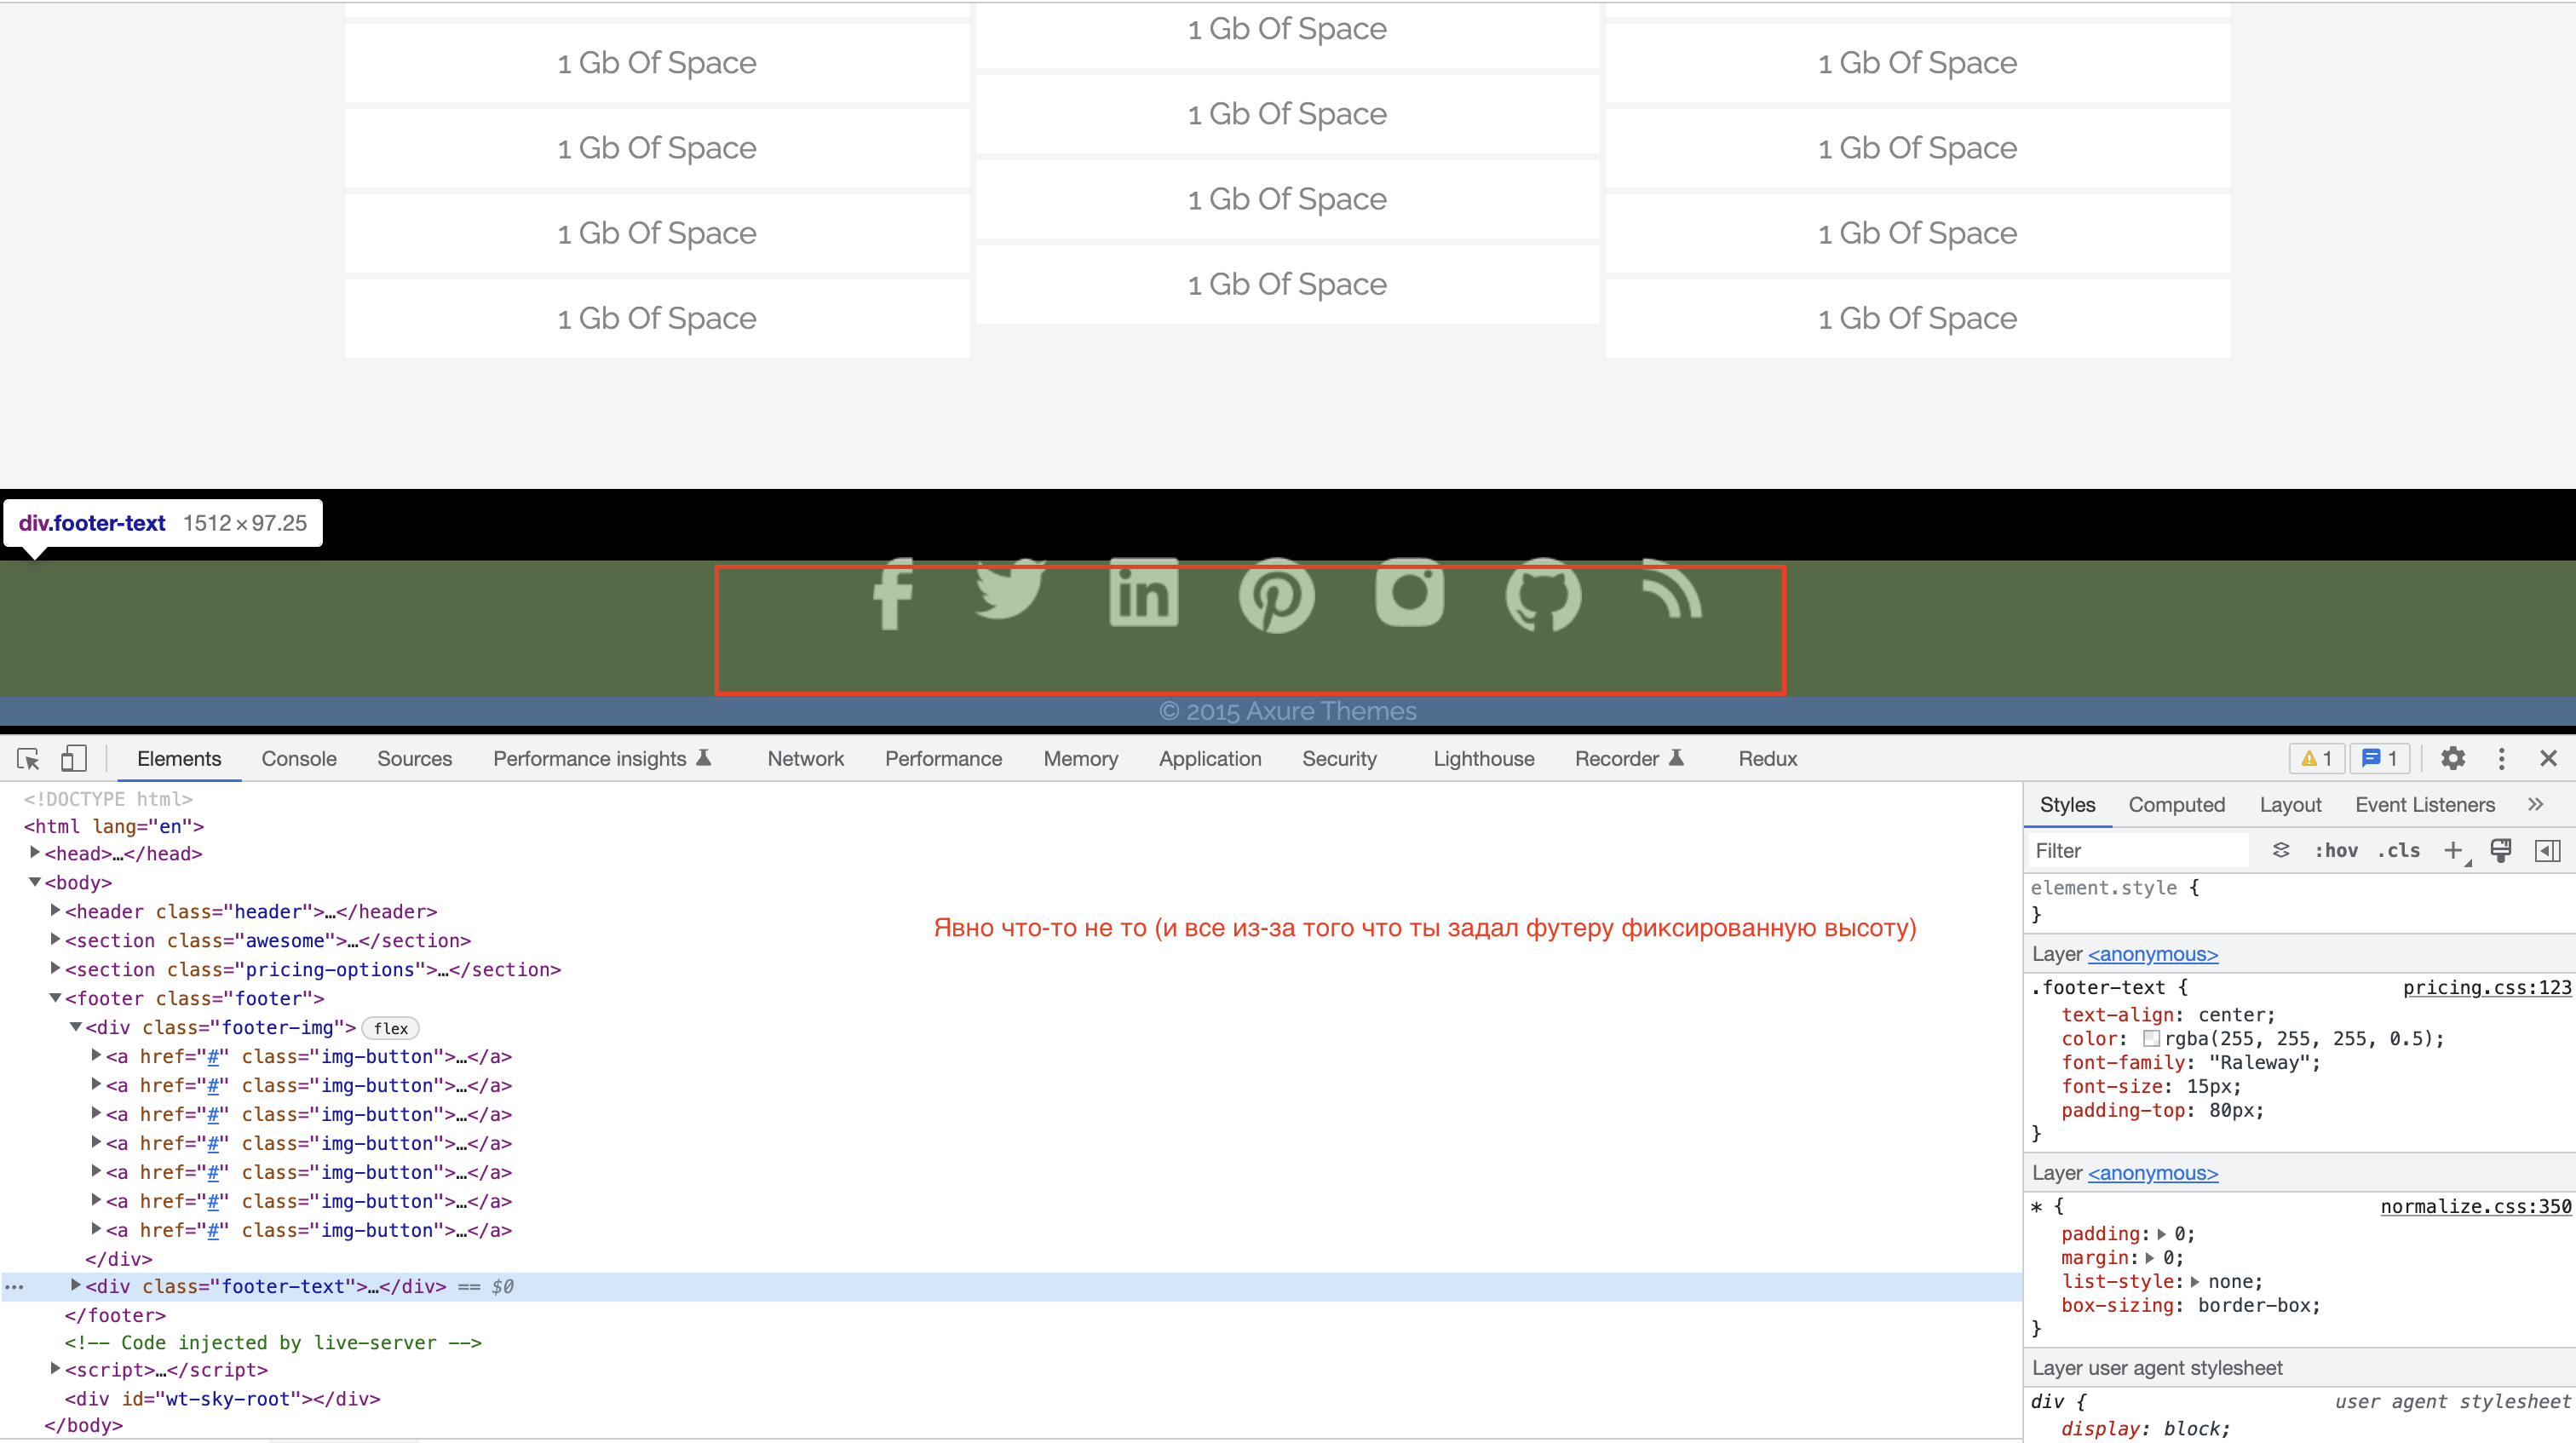 1 Gb Of Space
1 Gb Of Space 1 Gb Of Space
1 Gb Of Space
1 Gb Of Space 1 Gb Of Space
1 Gb Of Space
1 Gb Of Space 1 Gb Of Space
1 Gb Of Space
1 Gb Of Space 1 Gb Of Space
div.footer-text 1512 × 97.25
in
© 2015 Axure Themes
Elements Console Sources Performance insights Network Performance Memory Application Security Lighthouse Recorder Redux 1 1
<!DOCTYPE html>
<html lang="en">
<head>…</head>
<body>
<header class="header">…</header>
<section class="awesome">…</section>
<section class="pricing-options">…</section>
<footer class="footer">
<div class="footer-img"> flex
<a href="#" class="img-button">…</a>
<a href="#" class="img-button">…</a>
<a href="#" class="img-button">…</a>
<a href="#" class="img-button">…</a>
<a href="#" class="img-button">…</a>
<a href="#" class="img-button">…</a>
<a href="#" class="img-button">…</a>
</div>
… <div class="footer-text">…</div> == $0
</footer>
<!-- Code injected by live-server -->
<script>…</script>
<div id="wt-sky-root"></div>
</body>
Явно что-то не то (и все из-за того что ты задал футеру фиксированную высоту)
Styles Computed Layout Event Listeners »
Filter :hov .cls +
element.style {
}
Layer <anonymous>
.footer-text { pricing.css:123
text-align: center;
color: rgba(255, 255, 255, 0.5);
font-family: "Raleway";
font-size: 15px;
padding-top: 80px;
}
Layer <anonymous>
* { normalize.css:350
padding: 0;
margin: 0;
list-style: none;
box-sizing: border-box;
}
Layer user agent stylesheet
div { user agent stylesheet
display: block;